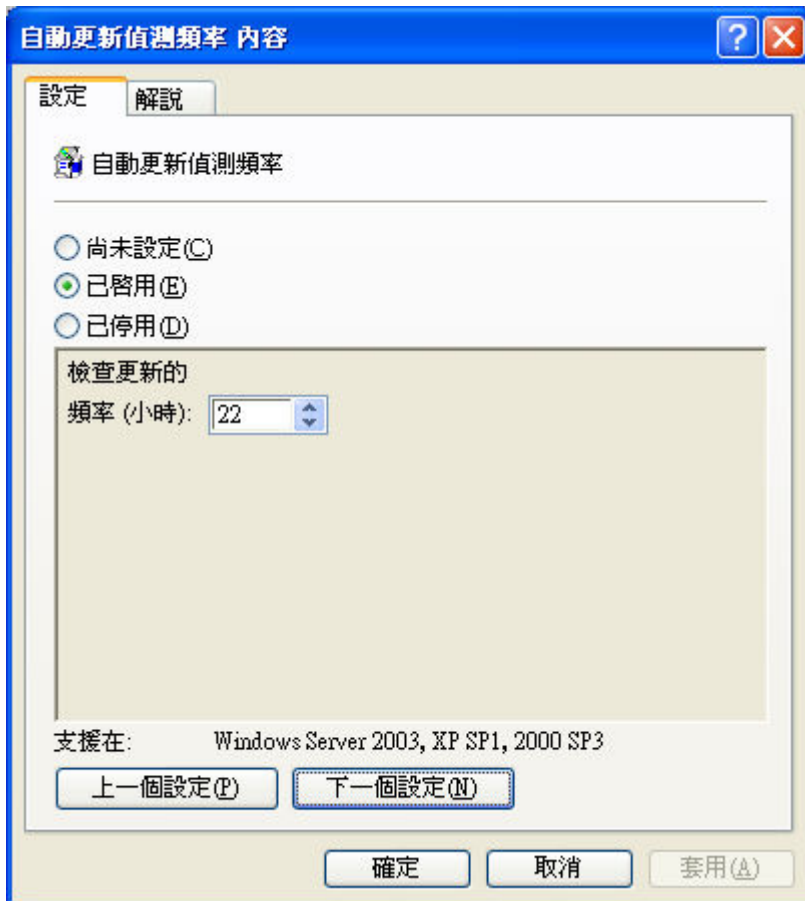 自動更新偵測頻率 內容
設定
解說
自動更新偵測頻率
尚未設定(C)
已啓用(E)
已停用(D)
檢查更新的
頻率 (小時): 22
支援在: Windows Server 2003, XP SP1, 2000 SP3
上一個設定(P)
下一個設定(N)
確定
取消
套用(A)